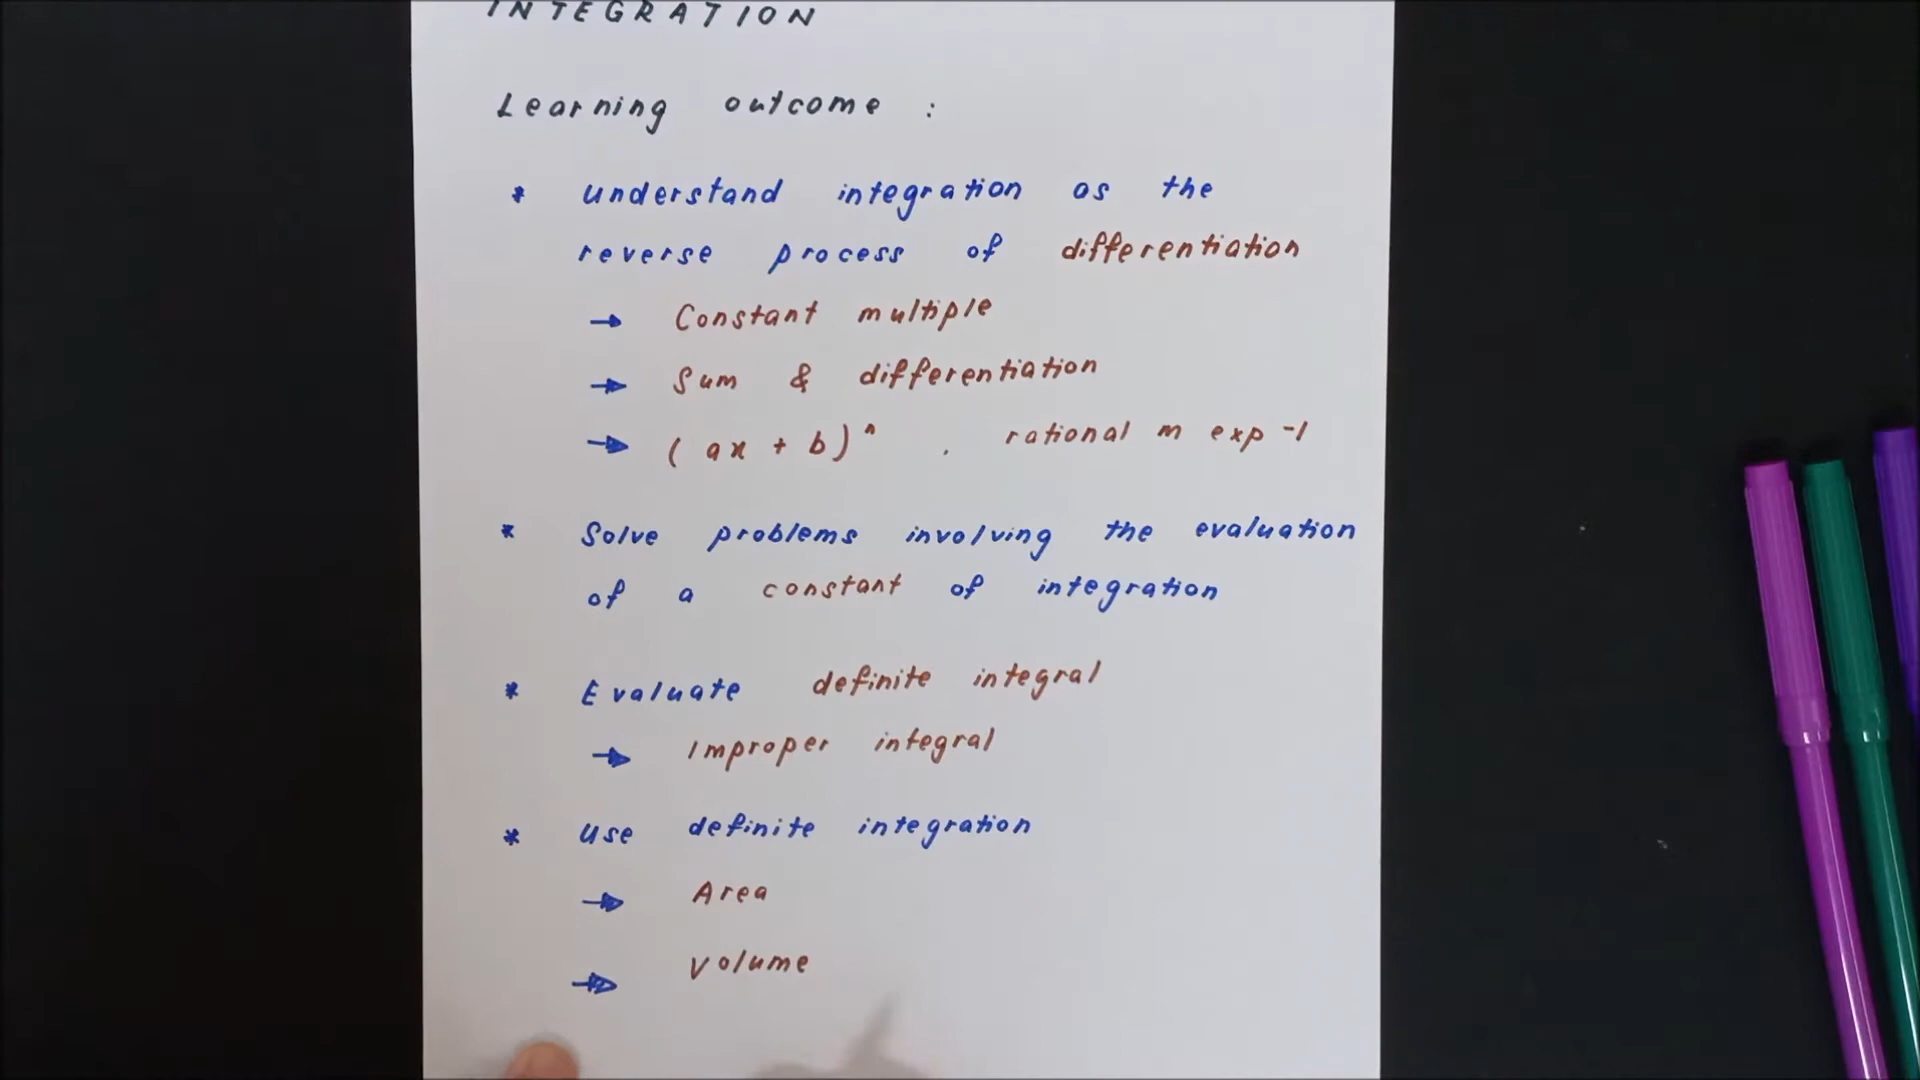 INTEGRATION
Learning outcome :
* understand integration as the
reverse process of differentiation
→ Constant multiple
→ Sum & differentiation
→ (ax + b)ⁿ . rational m exp -1
* Solve problems involving the evaluation
of a constant of integration
* Evaluate definite integral
→ Improper integral
* use definite integration
→ Area
→ Volume